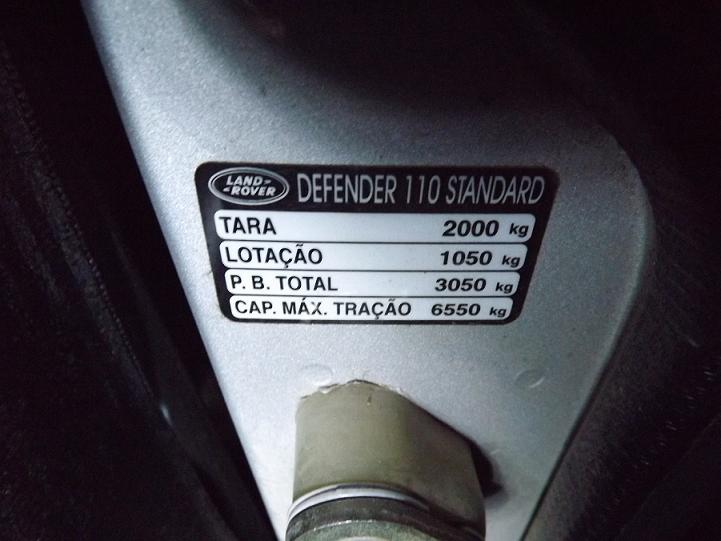 LAND-
-ROVER
DEFENDER 110 STANDARD
TARA 2000 kg
LOTAÇÃO 1050 kg
P. B. TOTAL 3050 kg
CAP. MÁX. TRAÇÃO 6550 kg